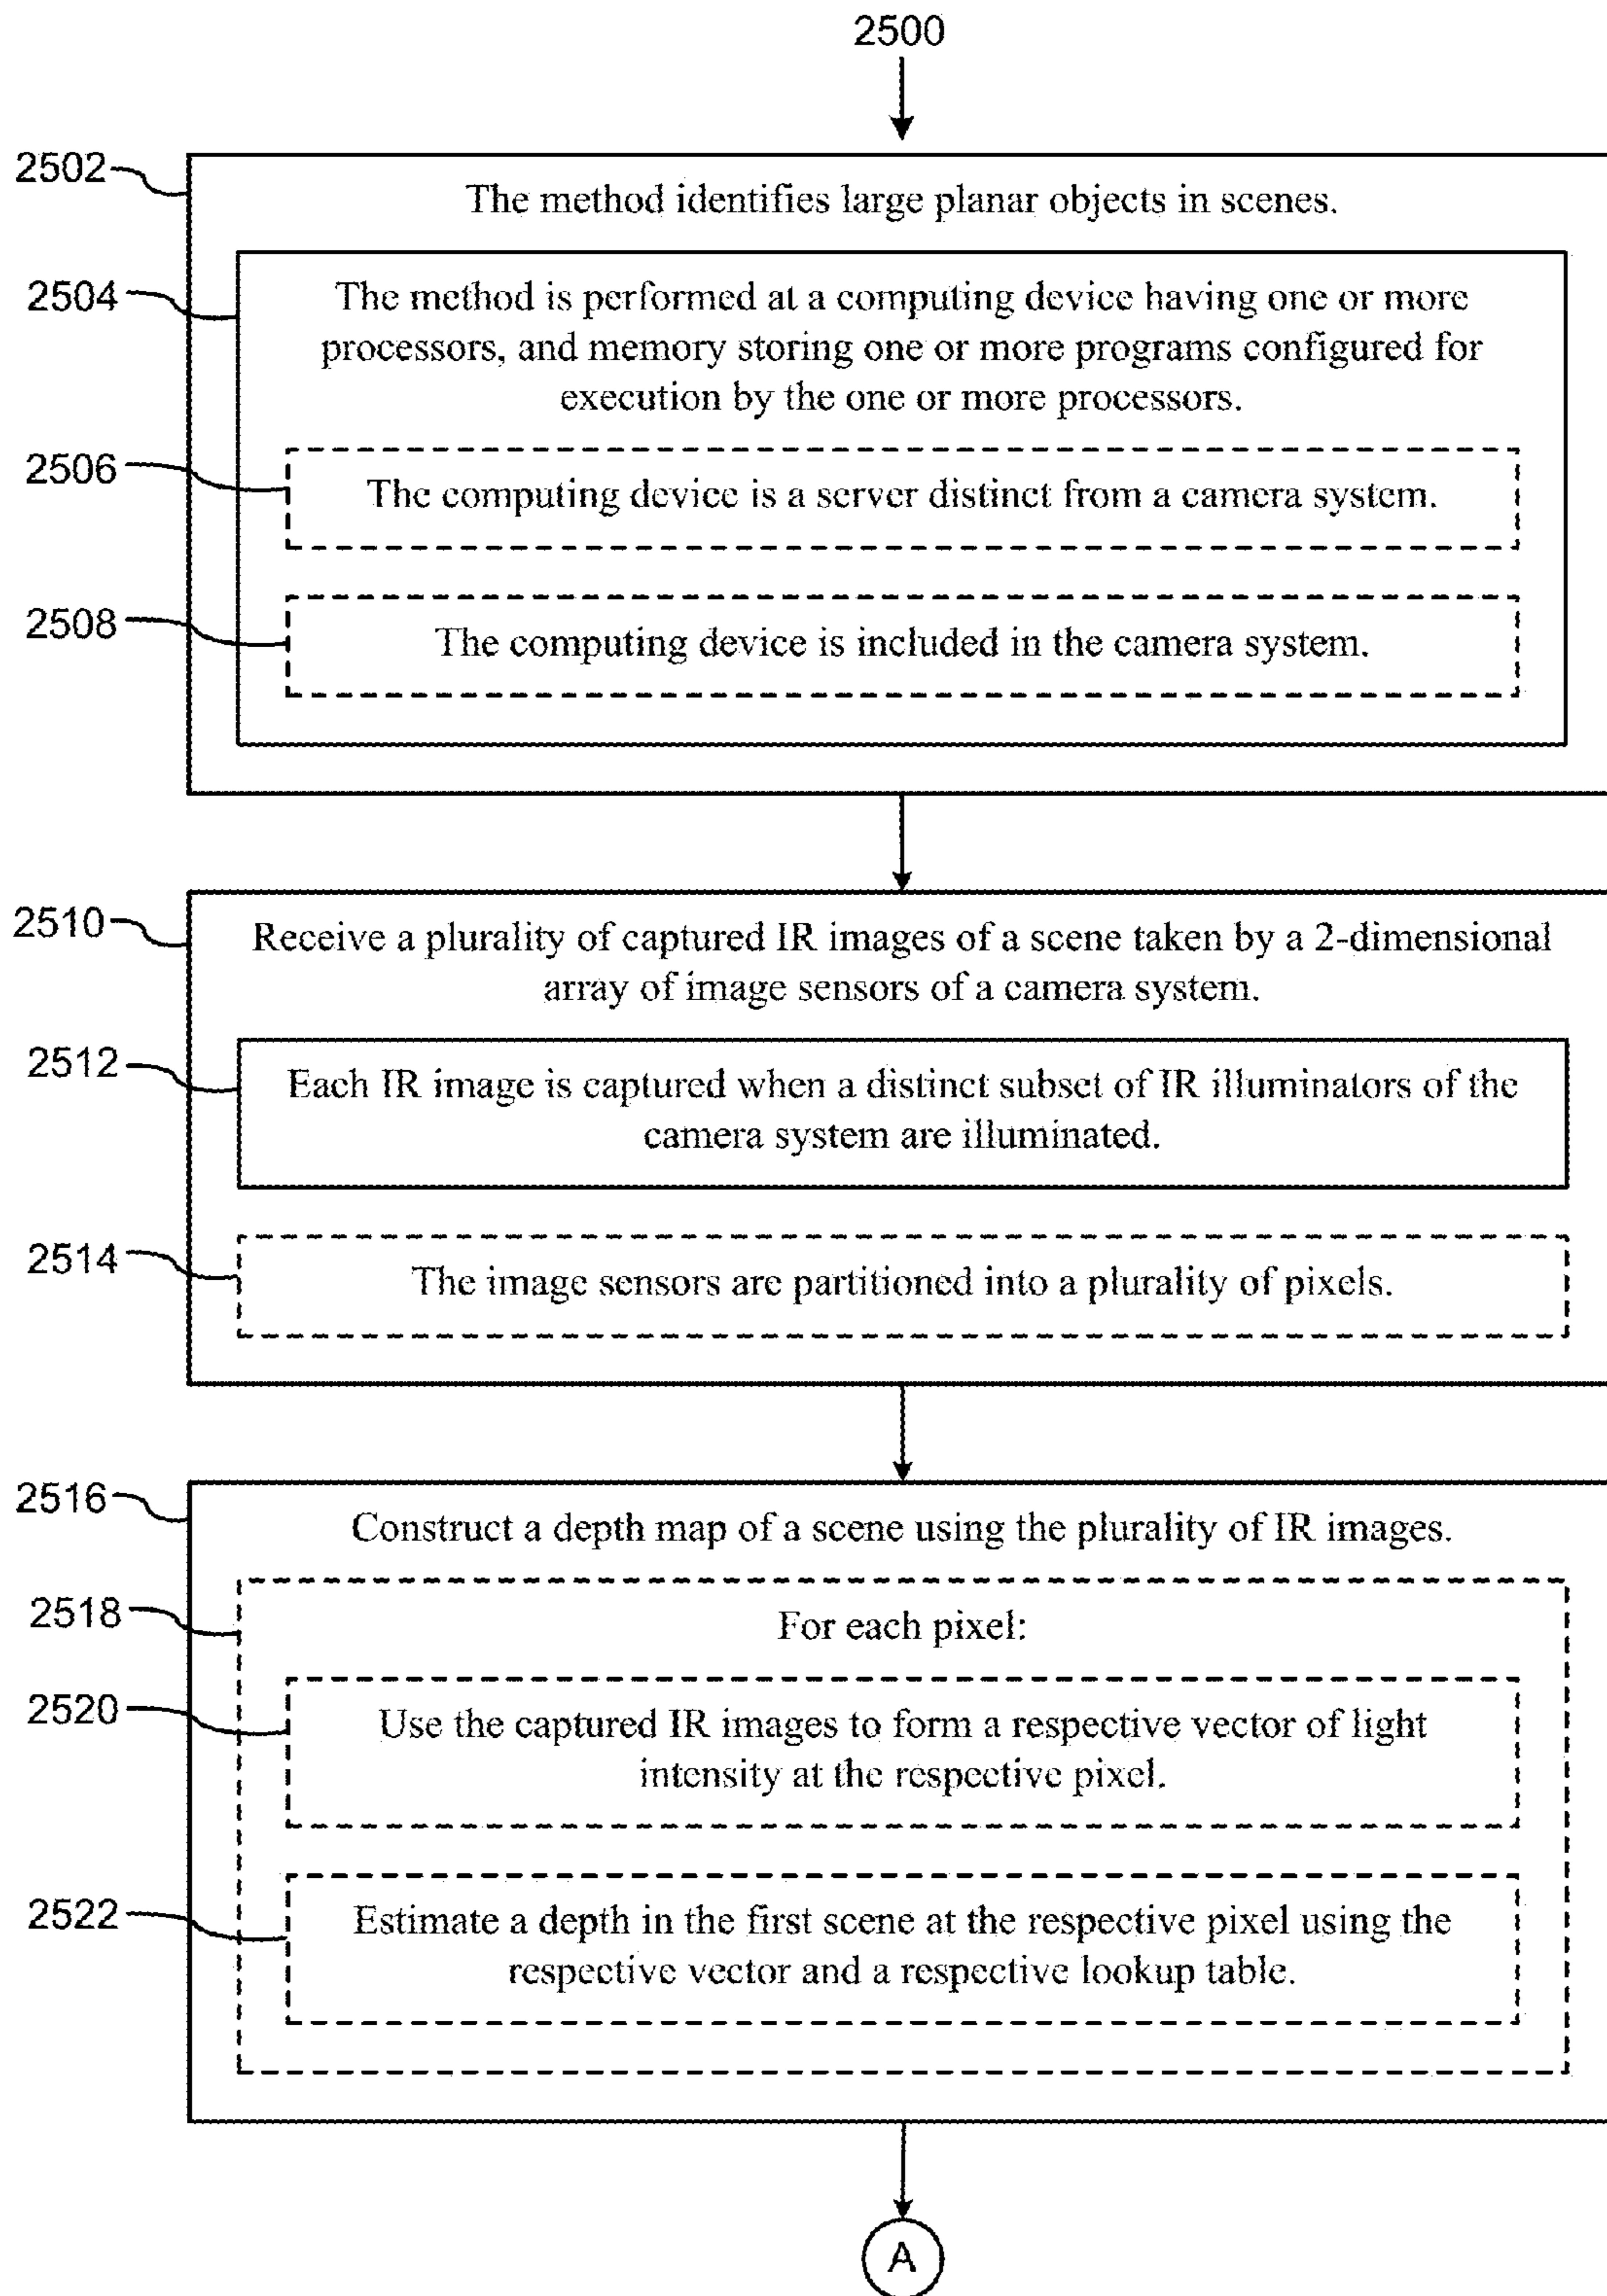 2500
2502
The method identifies large planar objects in scenes.
2504
The method is performed at a computing device having one or more
processors, and memory storing one or more programs configured for
execution by the one or more processors.
2506
The computing device is a server distinct from a camera system.
2508
The computing device is included in the camera system.
2510
Receive a plurality of captured IR images of a scene taken by a 2-dimensional
array of image sensors of a camera system.
2512
Each IR image is captured when a distinct subset of IR illuminators of the
camera system are illuminated.
2514
The image sensors are partitioned into a plurality of pixels.
2516
Construct a depth map of a scene using the plurality of IR images.
2518
For each pixel:
2520
Use the captured IR images to form a respective vector of light
intensity at the respective pixel.
2522
Estimate a depth in the first scene at the respective pixel using the
respective vector and a respective lookup table.
A